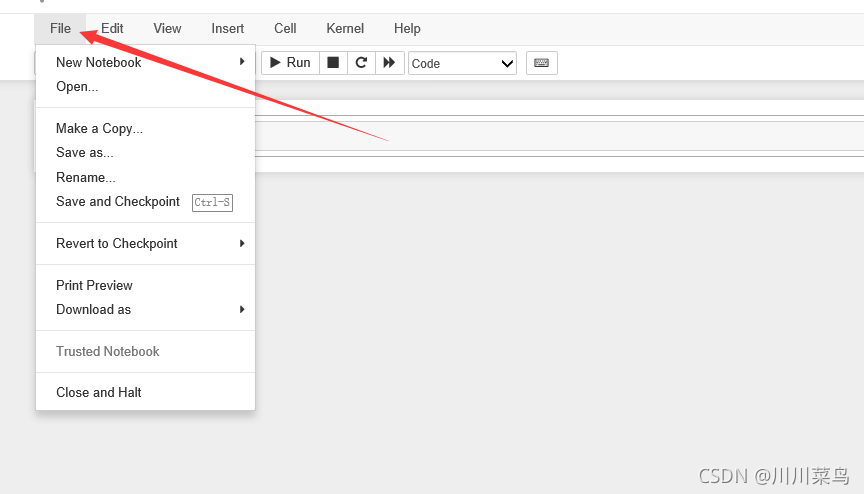 File Edit View Insert Cell Kernel Help
Run Code
New Notebook
Open...
Make a Copy...
Save as...
Rename...
Save and Checkpoint Ctrl-S
Revert to Checkpoint
Print Preview
Download as
Trusted Notebook
Close and Halt
CSDN @川川菜鸟